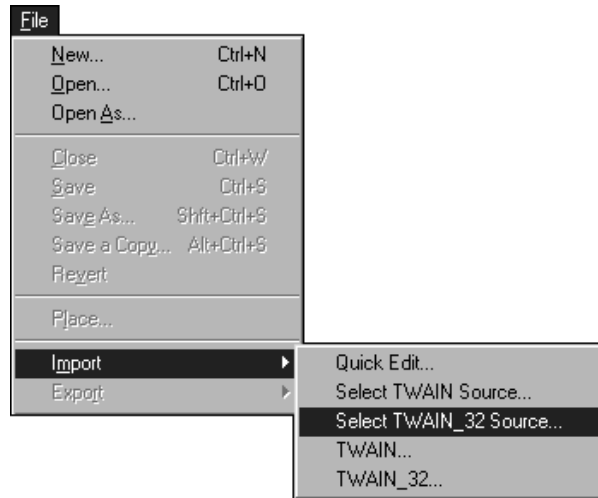 File
New... Ctrl+N
Open... Ctrl+O
Open As...
Close Ctrl+W
Save Ctrl+S
Save As... Shft+Ctrl+S
Save a Copy... Alt+Ctrl+S
Revert
Place...
Import
Export
Quick Edit...
Select TWAIN Source...
Select TWAIN_32 Source...
TWAIN...
TWAIN_32...